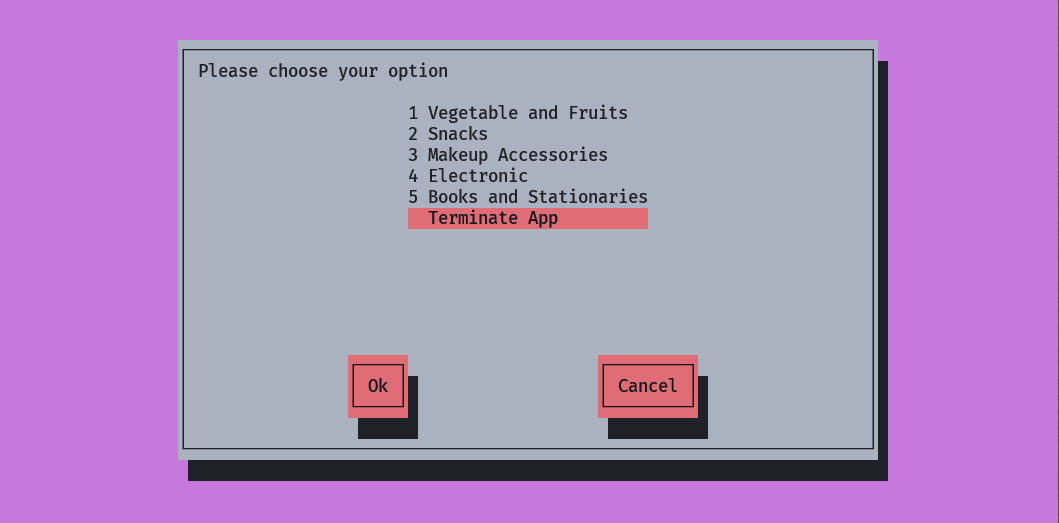 Please choose your option
1 Vegetable and Fruits
2 Snacks
3 Makeup Accessories
4 Electronic
5 Books and Stationaries
Terminate App
Ok
Cancel